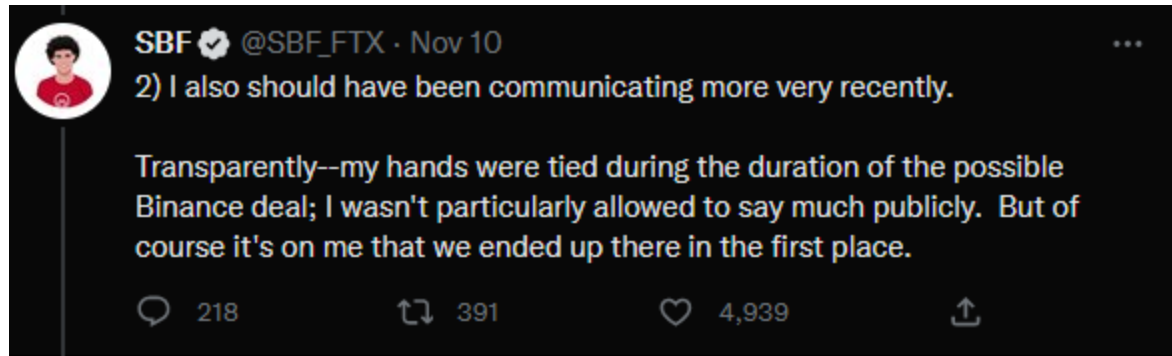 SBF @SBF_FTX · Nov 10
2) I also should have been communicating more very recently.
Transparently--my hands were tied during the duration of the possible
Binance deal; I wasn't particularly allowed to say much publicly.  But of
course it's on me that we ended up there in the first place.
218 391 4,939